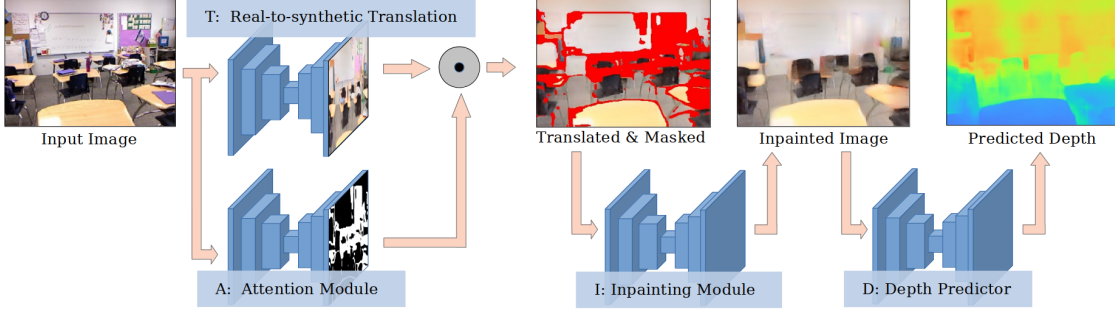 T: Real-to-synthetic Translation
Input Image
Translated & Masked
Inpainted Image
Predicted Depth
A: Attention Module
I: Inpainting Module
D: Depth Predictor